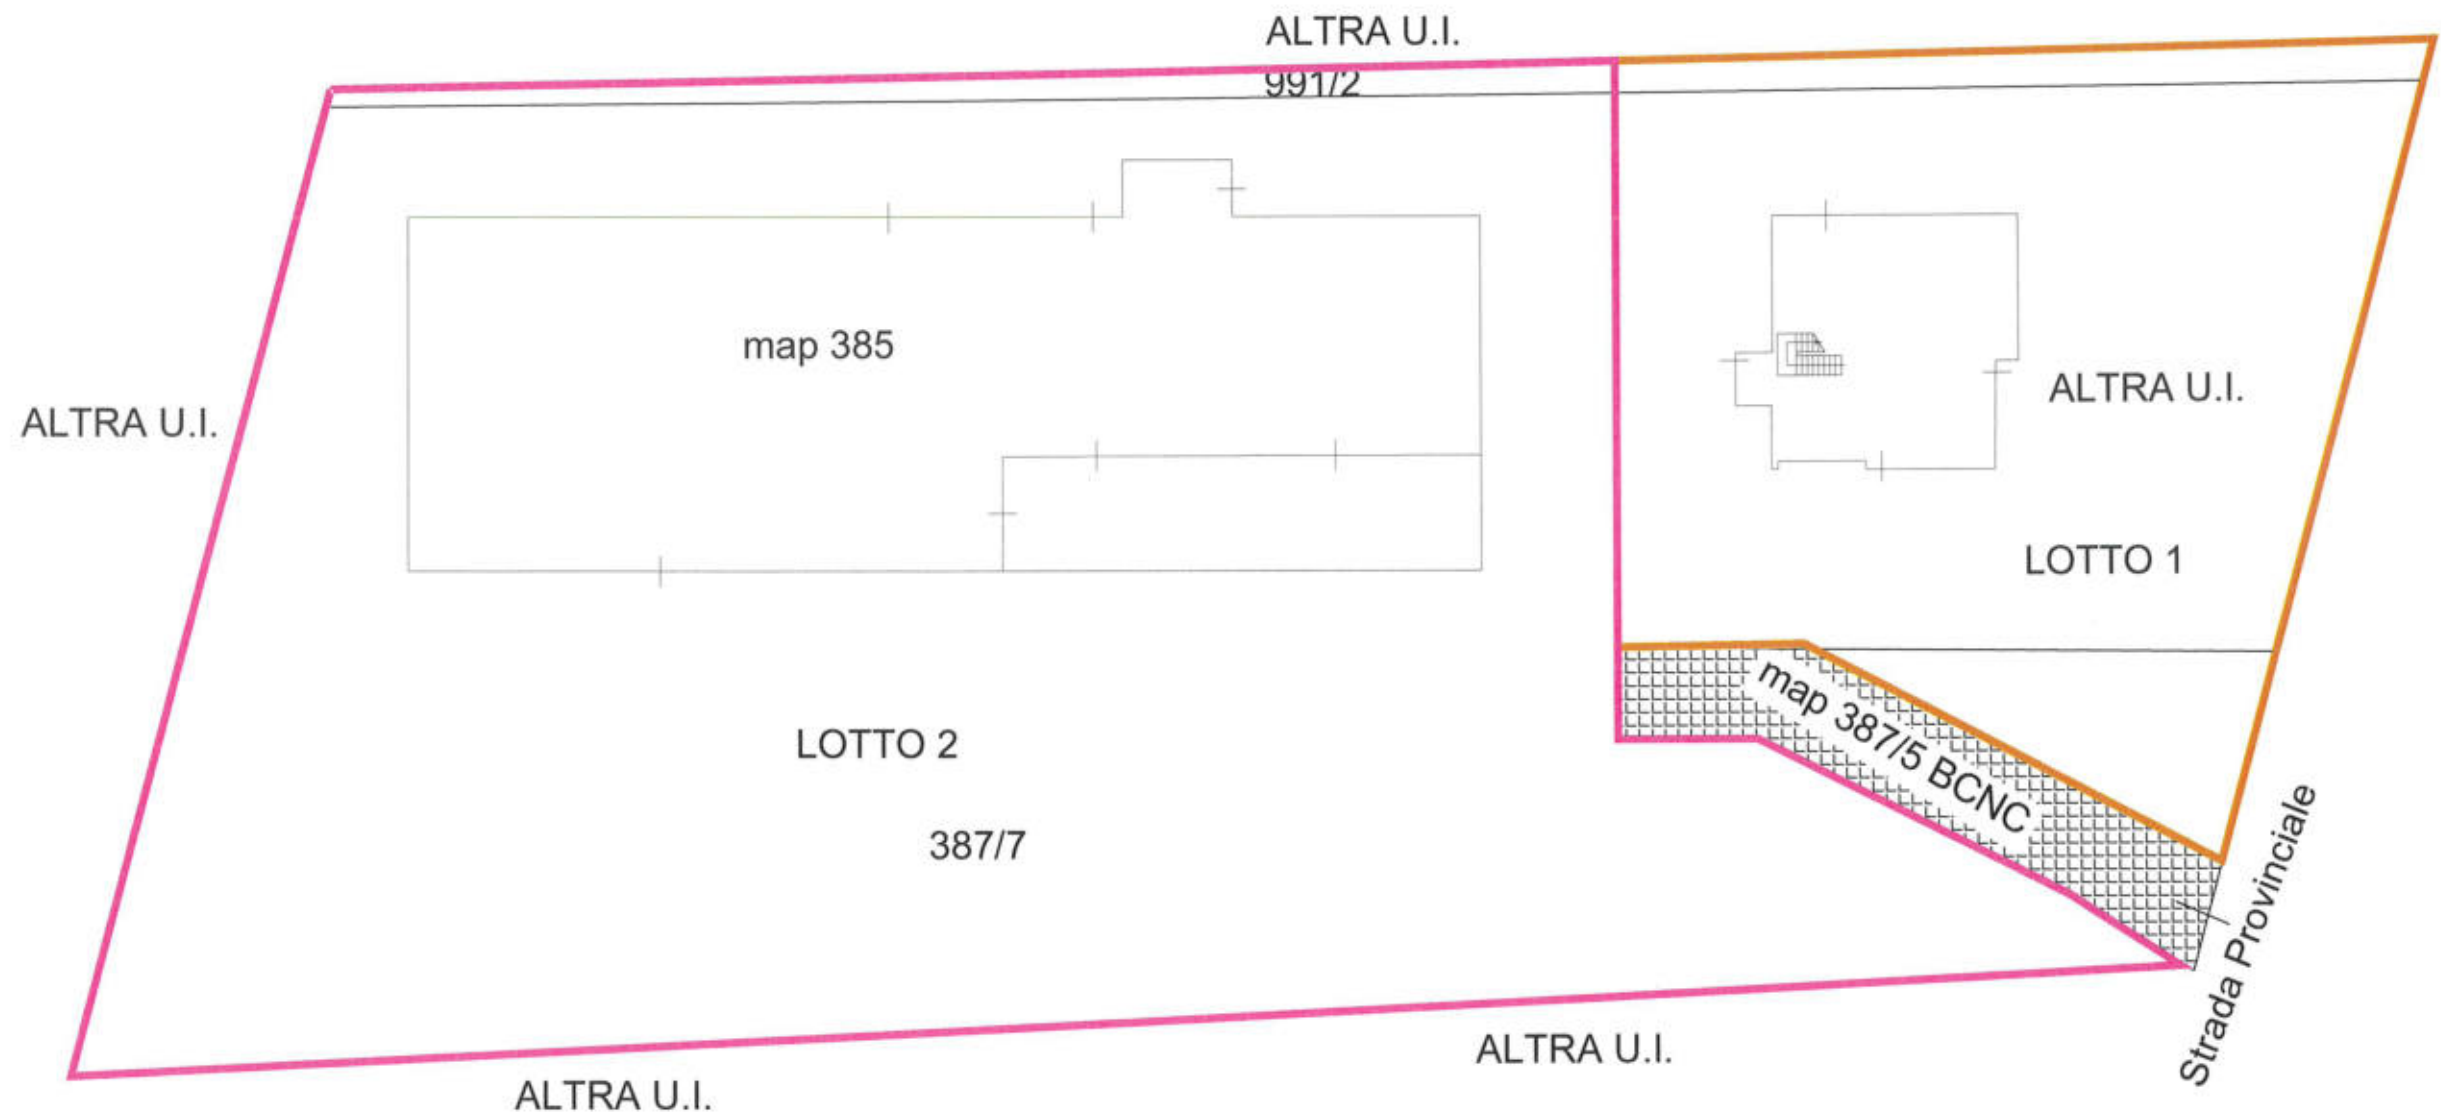 ALTRA U.I.
991/2
map 385
ALTRA U.I.
ALTRA U.I.
LOTTO 1
map 387/5 BCNC
LOTTO 2
387/7
Strada Provinciale
ALTRA U.I.
ALTRA U.I.